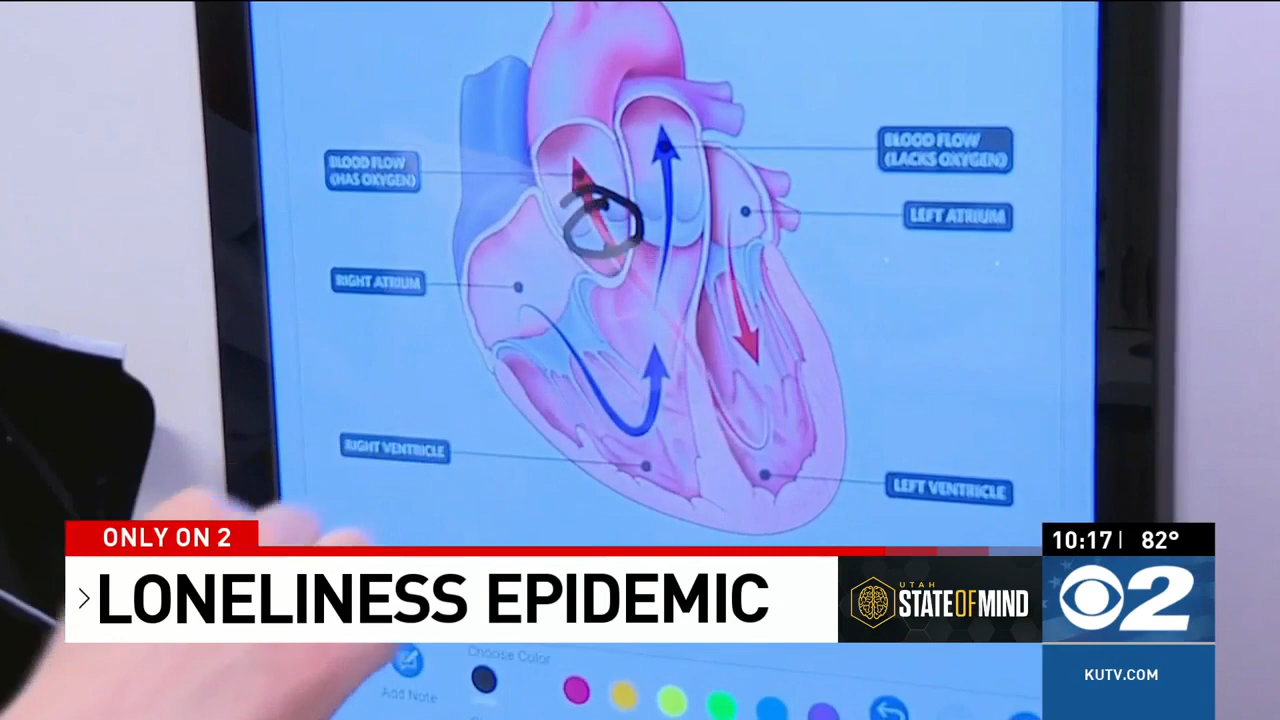 BLOOD FLOW
(HAS OXYGEN)
BLOOD FLOW
(LACKS OXYGEN)
LEFT ATRIUM
RIGHT ATRIUM
RIGHT VENTRICLE
LEFT VENTRICLE
ONLY ON 2
LONELINESS EPIDEMIC
UTAH
STATE OF MIND
10:17 82°
2
KUTV.COM
Choose Color
Add Note